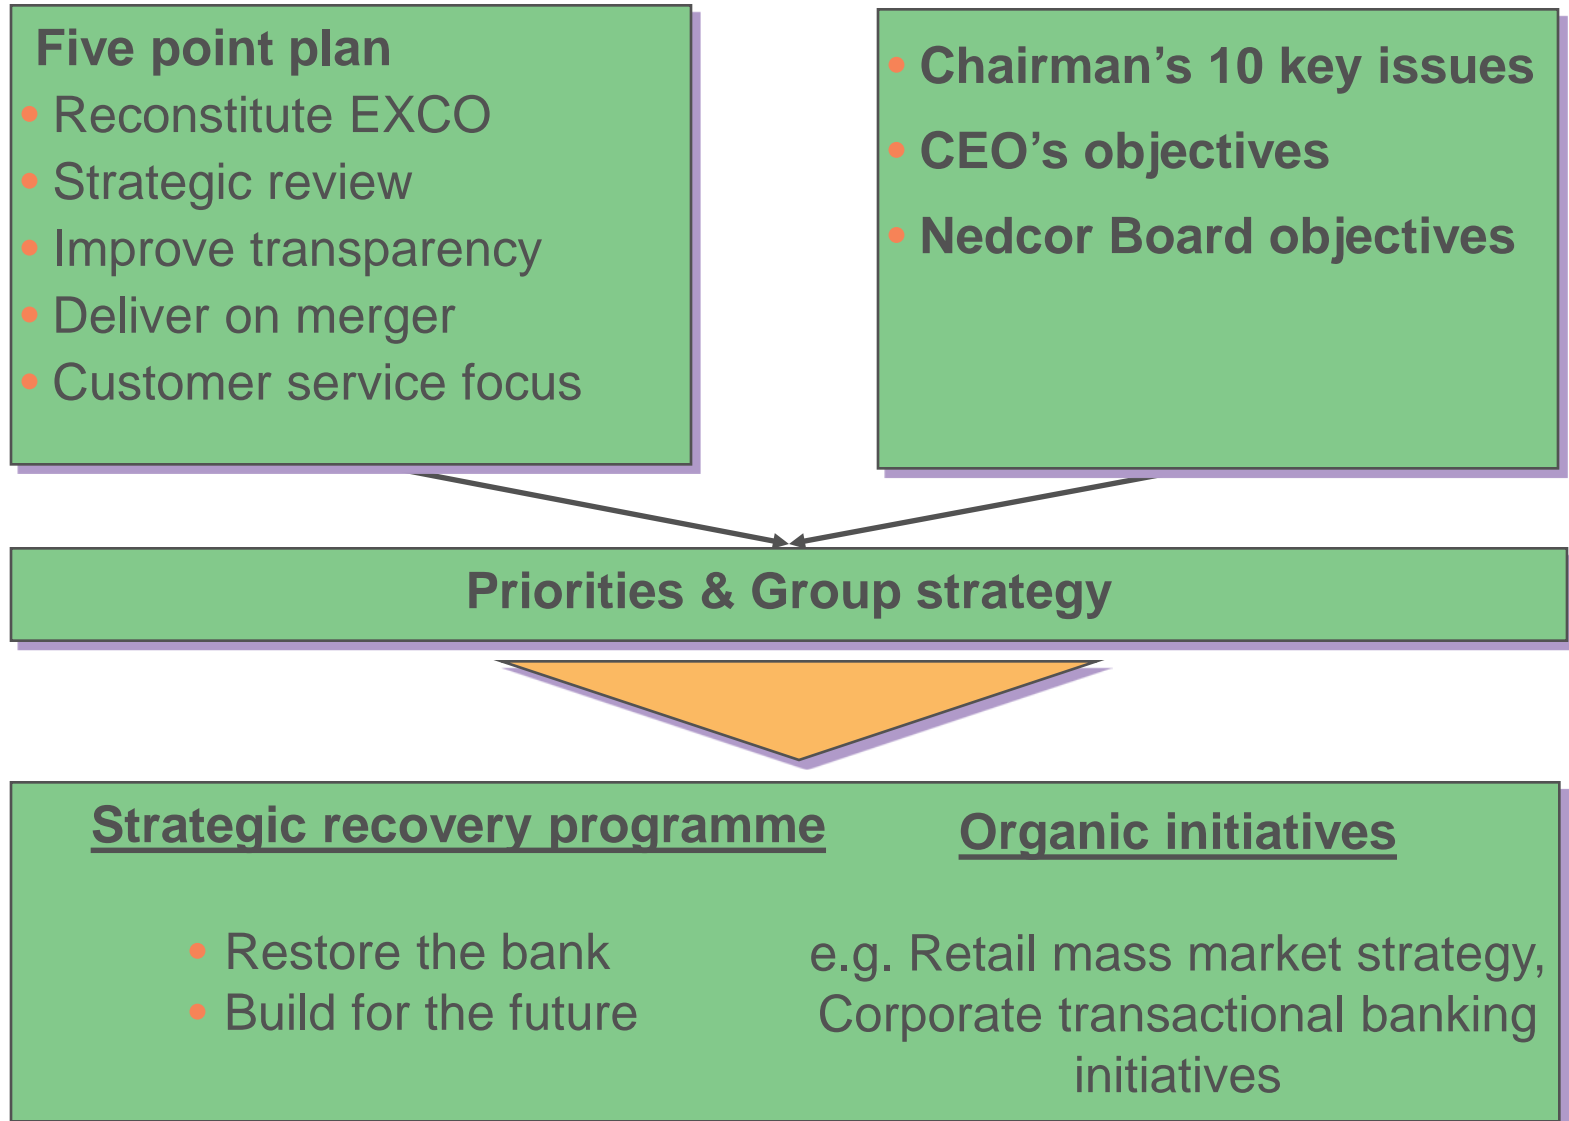 Five point plan
• Reconstitute EXCO
• Strategic review
• Improve transparency
• Deliver on merger
• Customer service focus
• Chairman’s 10 key issues
• CEO’s objectives
• Nedcor Board objectives
Priorities & Group strategy
Strategic recovery programme
• Restore the bank
• Build for the future
Organic initiatives
e.g. Retail mass market strategy,
Corporate transactional banking
initiatives